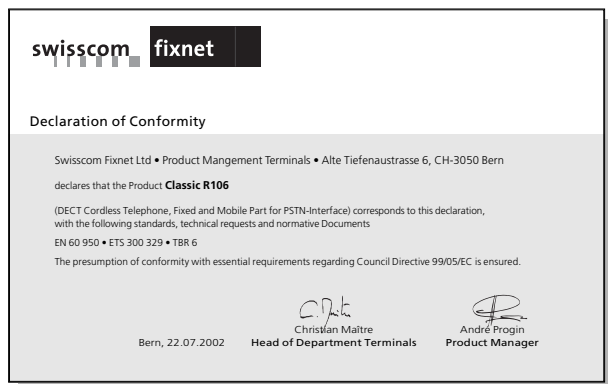 swisscom fixnet
Declaration of Conformity
Swisscom Fixnet Ltd • Product Mangement Terminals • Alte Tiefenaustrasse 6, CH-3050 Bern
declares that the Product Classic R106
(DECT Cordless Telephone, Fixed and Mobile Part for PSTN-Interface) corresponds to this declaration,
with the following standards, technical requests and normative Documents
EN 60 950 • ETS 300 329 • TBR 6
The presumption of conformity with essential requirements regarding Council Directive 99/05/EC is ensured.
Christian Maître
André Progin
Bern, 22.07.2002
Head of Department Terminals
Product Manager